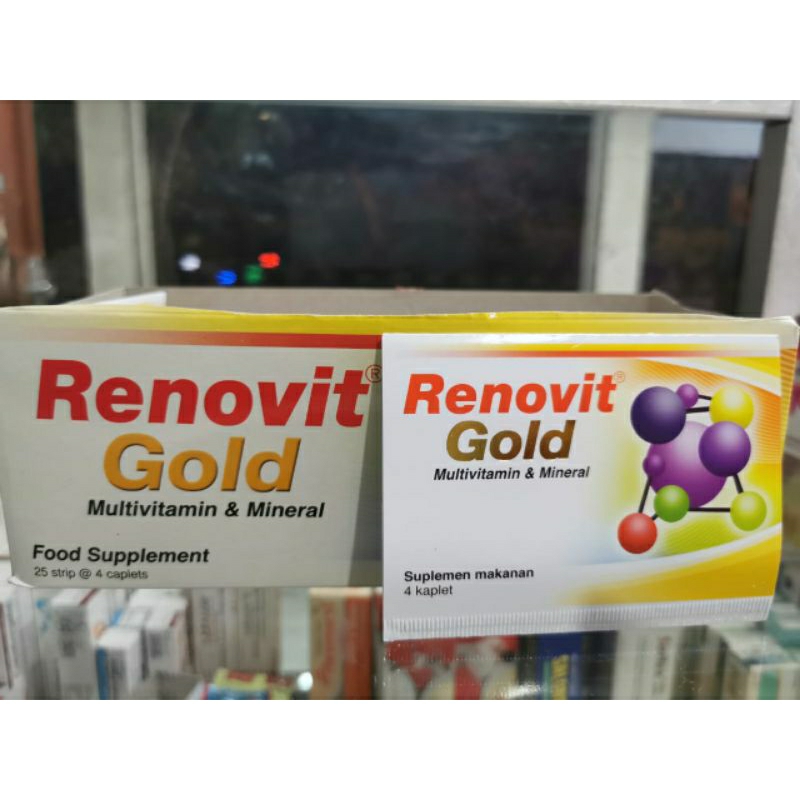 Renovit®
Gold
Multivitamin & Mineral
Food Supplement
25 strip @ 4 caplets
Renovit®
Gold
Multivitamin & Mineral
Suplemen makanan
4 kaplet